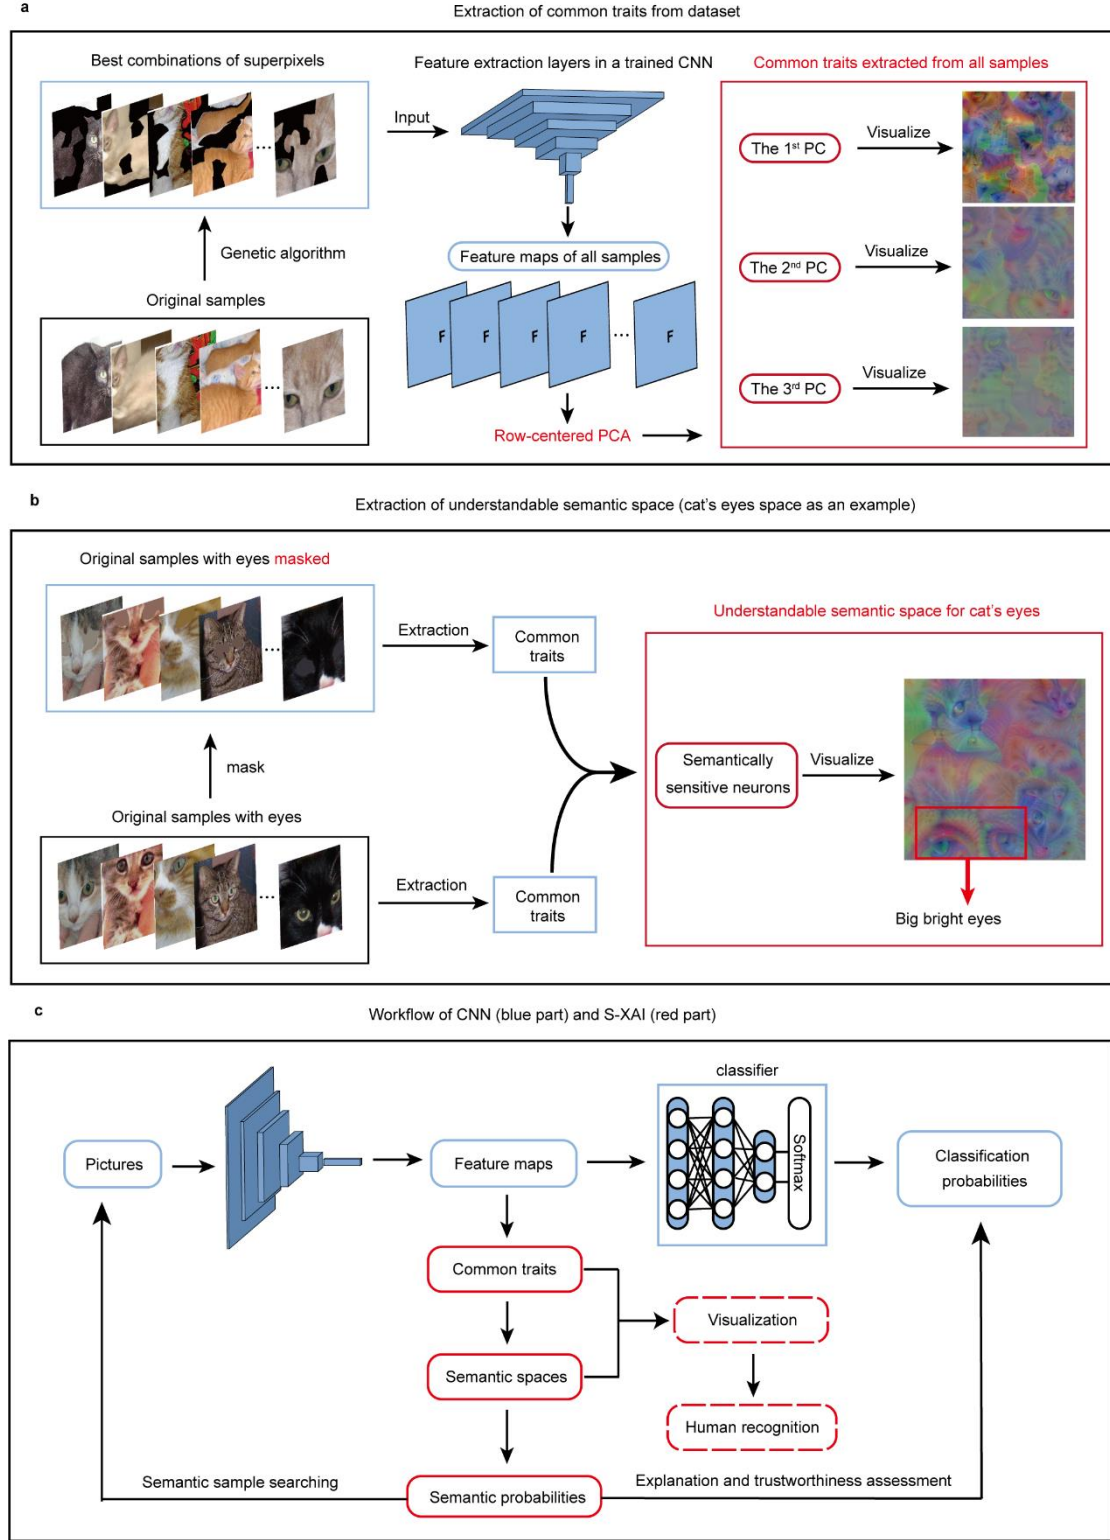 a
Extraction of common traits from dataset
Best combinations of superpixels
Feature extraction layers in a trained CNN
Common traits extracted from all samples
Input
...
Genetic algorithm
Original samples
...
Feature maps of all samples
F F F F ... F
Row-centered PCA
The 1st PC
Visualize
The 2nd PC
Visualize
The 3rd PC
Visualize
b
Extraction of understandable semantic space (cat's eyes space as an example)
Original samples with eyes masked
...
Extraction
Common
traits
mask
Original samples with eyes
...
Extraction
Common
traits
Understandable semantic space for cat's eyes
Semantically
sensitive neurons
Visualize
Big bright eyes
c
Workflow of CNN (blue part) and S-XAI (red part)
classifier
Pictures
Feature maps
Softmax
Classification
probabilities
Common traits
Visualization
Semantic spaces
Human recognition
Semantic sample searching
Semantic probabilities
Explanation and trustworthiness assessment